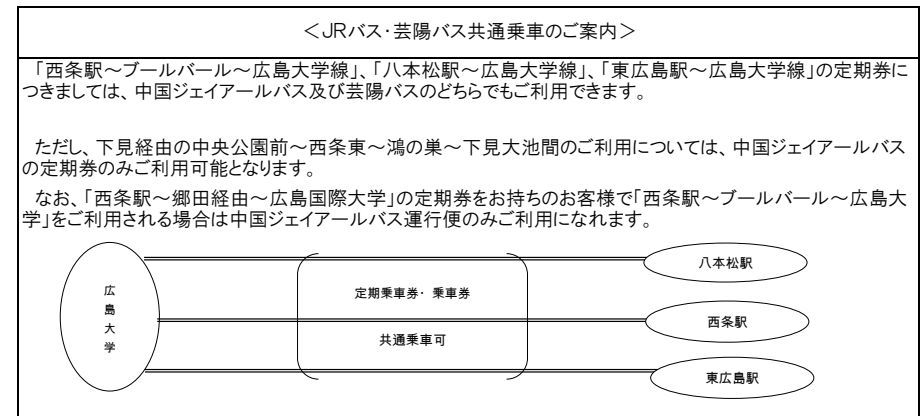 ＜JRバス・芸陽バス共通乗車のご案内＞
「西条駅～ブールバール～広島大学線」、「八本松駅～広島大学線」、「東広島駅～広島大学線」の定期券に
つきましては、中国ジェイアールバス及び芸陽バスのどちらでもご利用できます。
ただし、下見経由の中央公園前～西条東～鴻の巣～下見大池間のご利用については、中国ジェイアールバス
の定期券のみご利用可能となります。
なお、「西条駅～郷田経由～広島国際大学」の定期券をお持ちのお客様で「西条駅～ブールバール～広島大
学」をご利用される場合は中国ジェイアールバス運行便のみご利用になれます。
広島大学
定期乗車券・乗車券
共通乗車可
八本松駅
西条駅
東広島駅